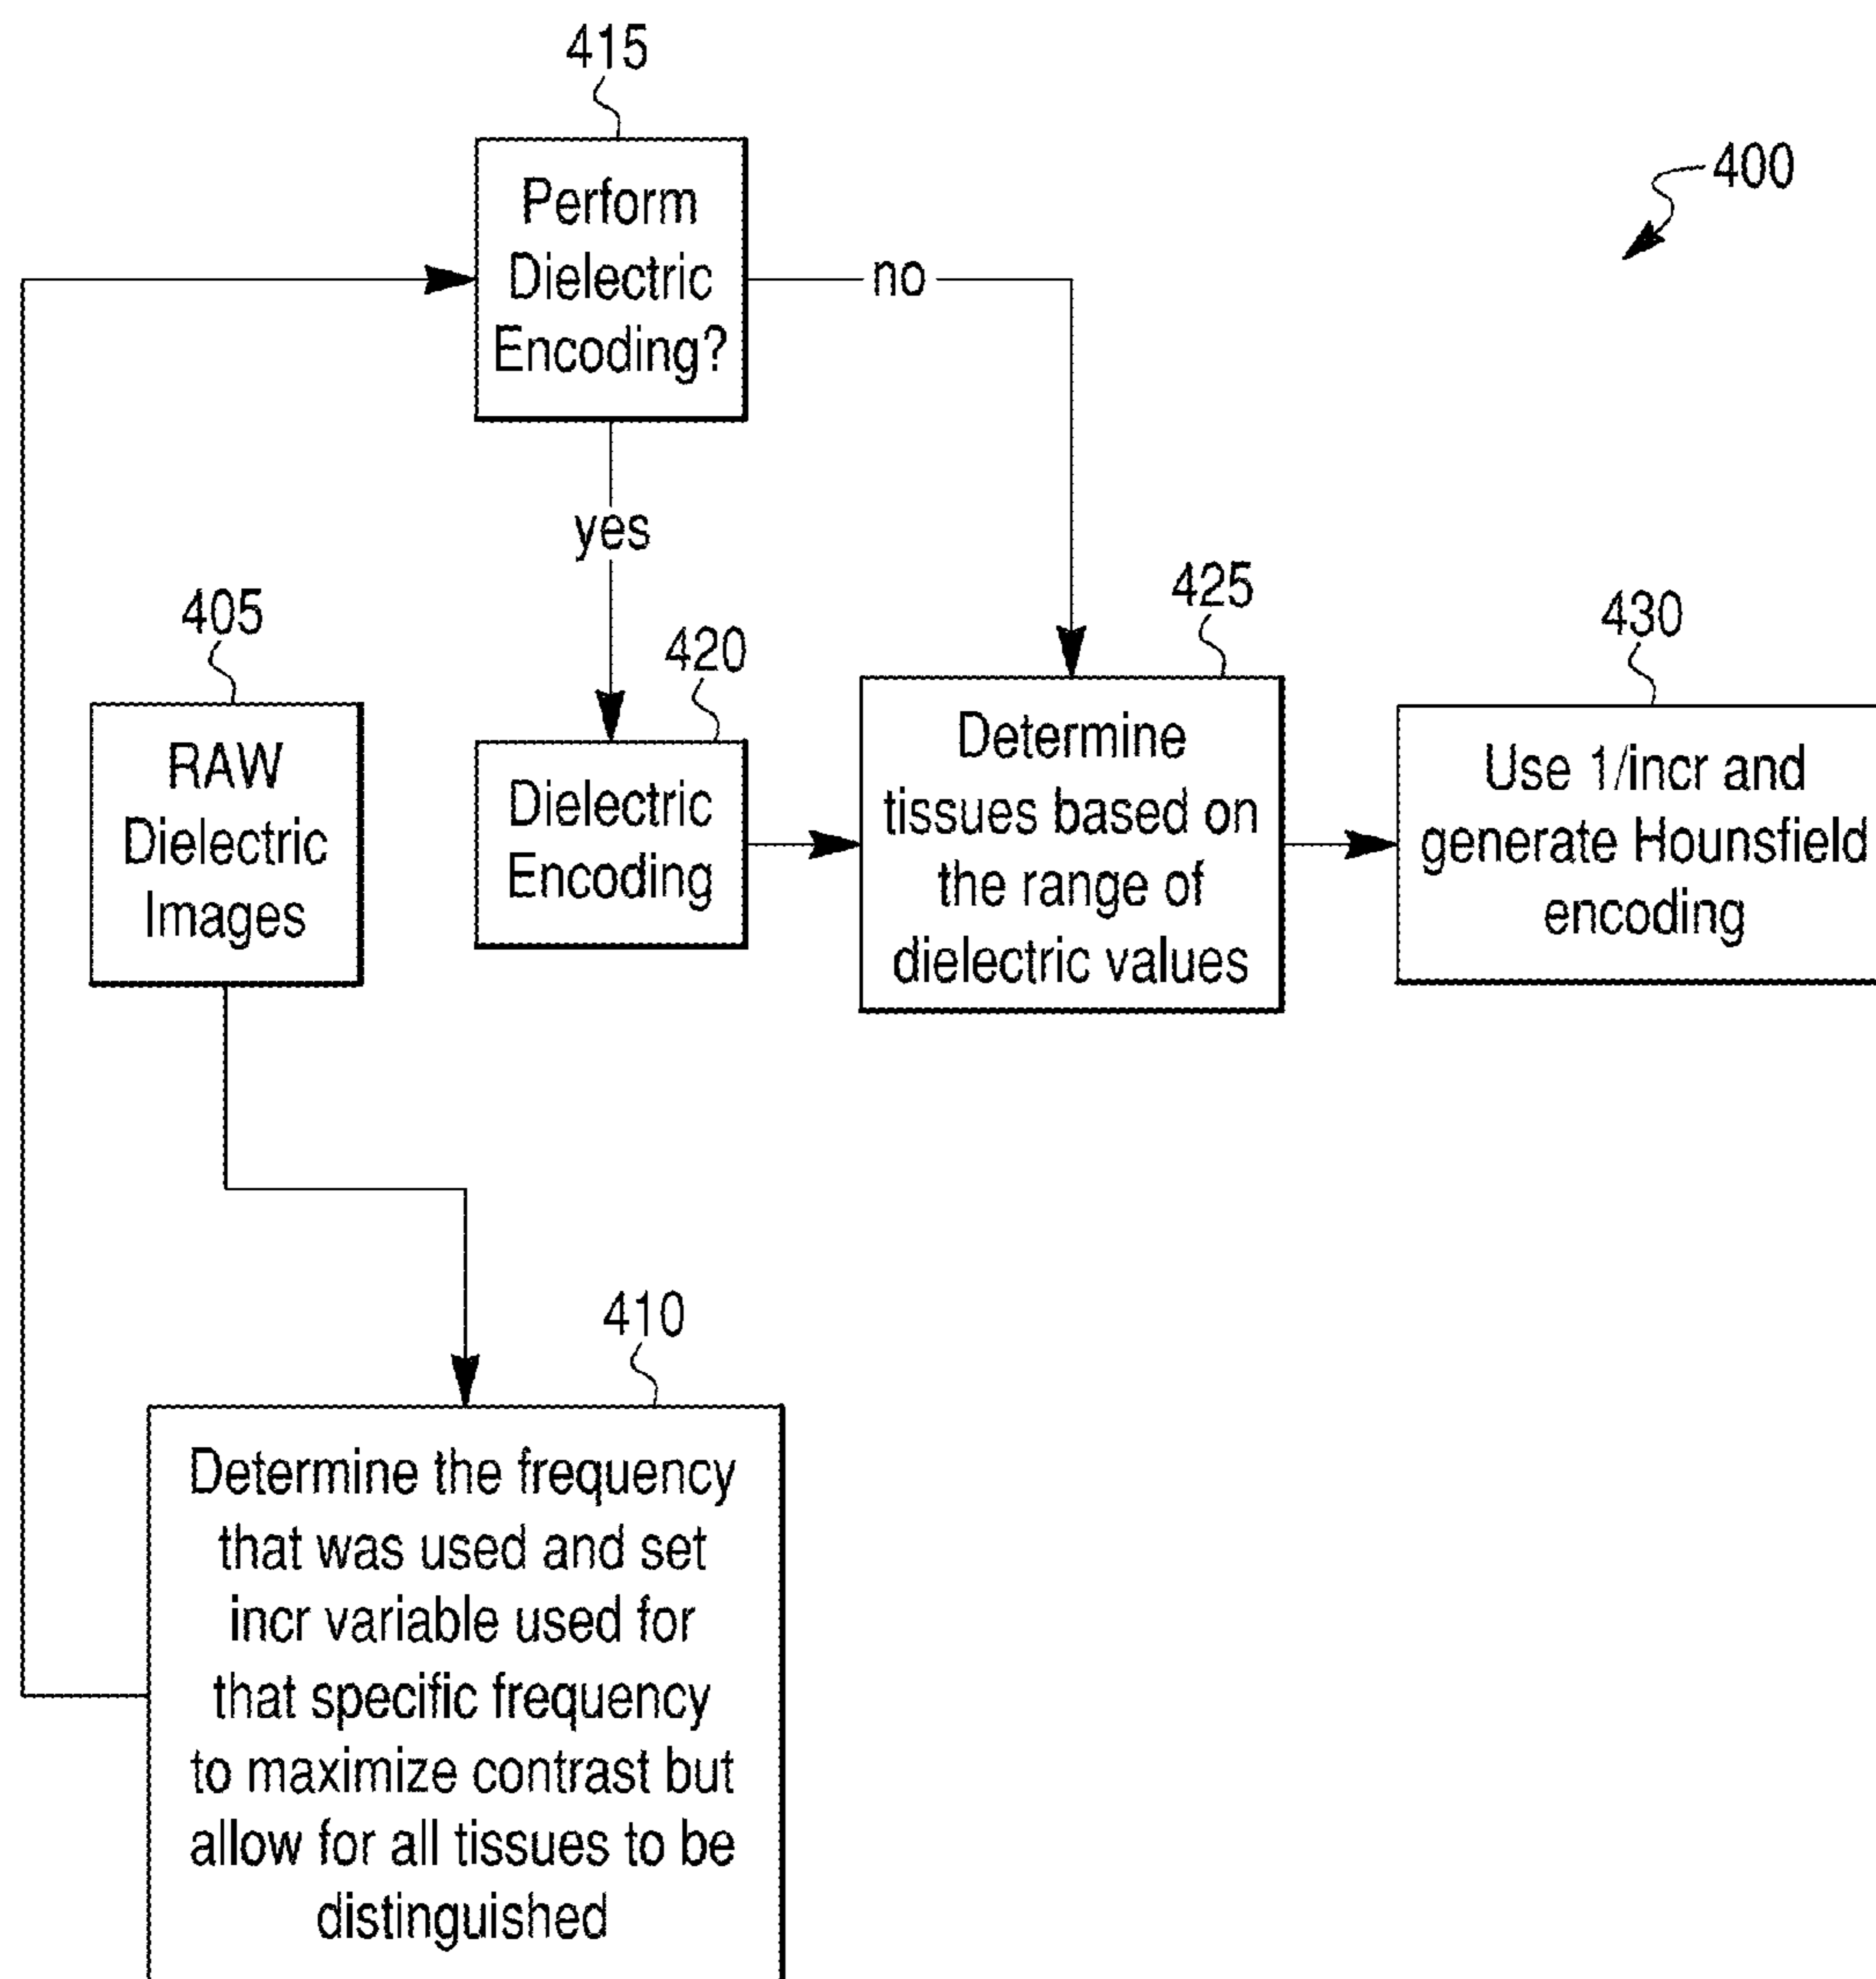 415
Perform
Dielectric
Encoding?
400
no
yes
405
RAW
Dielectric
Images
420
Dielectric
Encoding
425
Determine
tissues based on
the range of
dielectric values
430
Use 1/incr and
generate Hounsfield
encoding
410
Determine the frequency
that was used and set
incr variable used for
that specific frequency
to maximize contrast but
allow for all tissues to be
distinguished